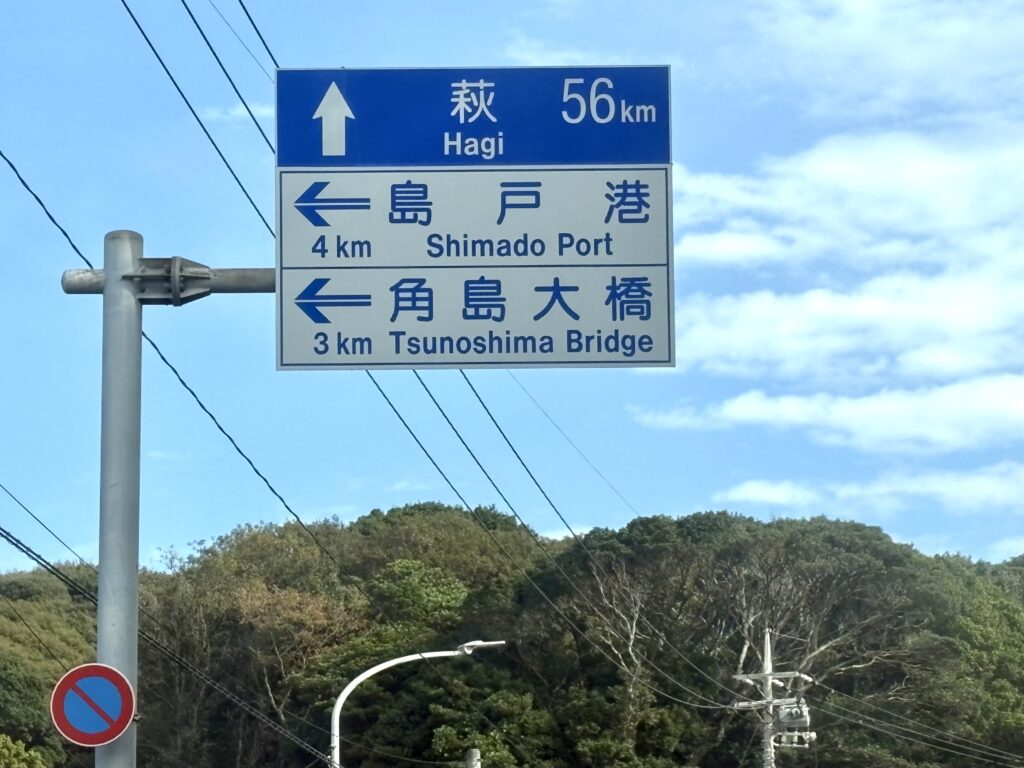 萩 56km
Hagi
島戸港
4 km Shimado Port
角島大橋
3 km Tsunoshima Bridge